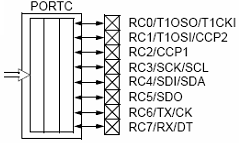 PORTC
RC0/T1OSO/T1CKI
RC1/T1OSI/CCP2
RC2/CCP1
RC3/SCK/SCL
RC4/SDI/SDA
RC5/SDO
RC6/TX/CK
RC7/RX/DT